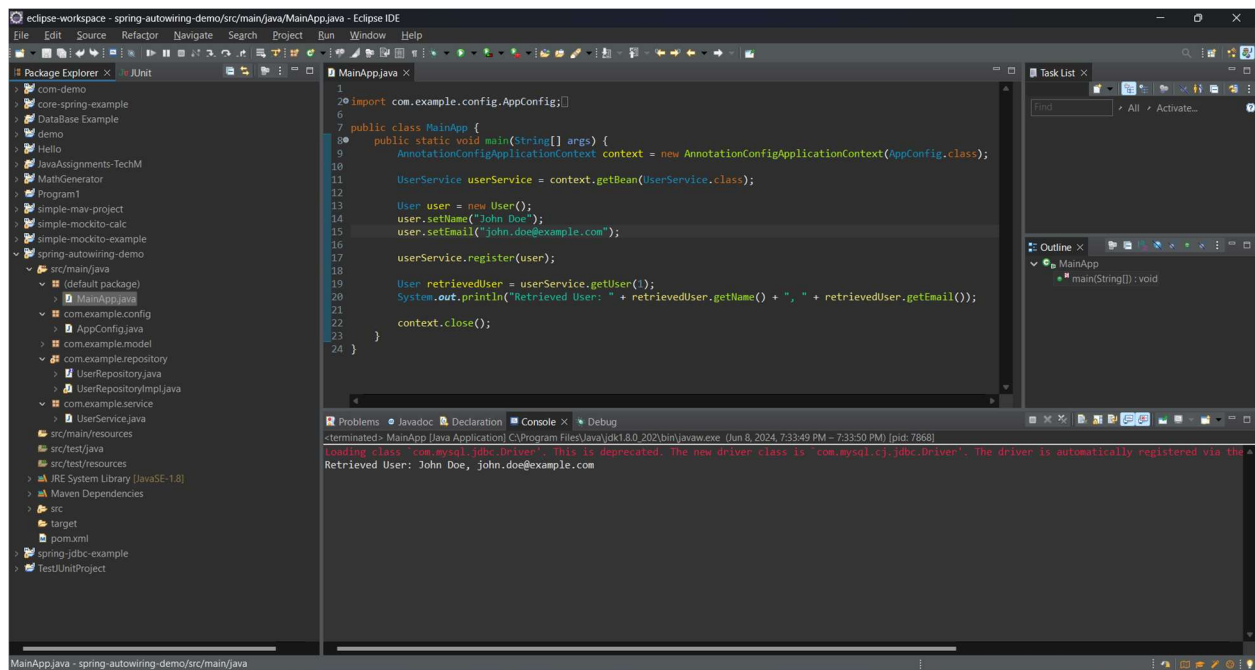 eclipse-workspace - spring-autowiring-demo/src/main/java/MainApp.java - Eclipse IDE
File Edit Source Refactor Navigate Search Project Run Window Help
Package Explorer
JUnit
com-demo
core-spring-example
DataBase Example
demo
Hello
JavaAssignments-TechM
MathGenerator
Program1
simple-mav-project
simple-mockito-calc
simple-mockito-example
spring-autowiring-demo
src/main/java
(default package)
MainApp.java
com.example.config
AppConfig.java
com.example.model
com.example.repository
UserRepository.java
UserRepositoryImpl.java
com.example.service
UserService.java
src/main/resources
src/test/java
src/test/resources
JRE System Library [JavaSE-1.8]
Maven Dependencies
src
target
pom.xml
spring-jdbc-example
TestJUnitProject
MainApp.java
1
2 import com.example.config.AppConfig;
6
7 public class MainApp {
8 public static void main(String[] args) {
9 AnnotationConfigApplicationContext context = new AnnotationConfigApplicationContext(AppConfig.class);
10
11 UserService userService = context.getBean(UserService.class);
12
13 User user = new User();
14 user.setName("John Doe");
15 user.setEmail("john.doe@example.com");
16
17 userService.register(user);
18
19 User retrievedUser = userService.getUser(1);
20 System.out.println("Retrieved User: " + retrievedUser.getName() + ", " + retrievedUser.getEmail());
21
22 context.close();
23 }
24 }
Task List
Find All Activate...
Outline
MainApp
main(String[]) : void
Problems Javadoc Declaration Console Debug
<terminated> MainApp [Java Application] C:\Program Files\Java\jdk1.8.0_202\bin\javaw.exe (Jun 8, 2024, 7:33:49 PM – 7:33:50 PM) [pid: 7868]
Loading class `com.mysql.jdbc.Driver'. This is deprecated. The new driver class is `com.mysql.cj.jdbc.Driver'. The driver is automatically registered via the
Retrieved User: John Doe, john.doe@example.com
MainApp.java - spring-autowiring-demo/src/main/java